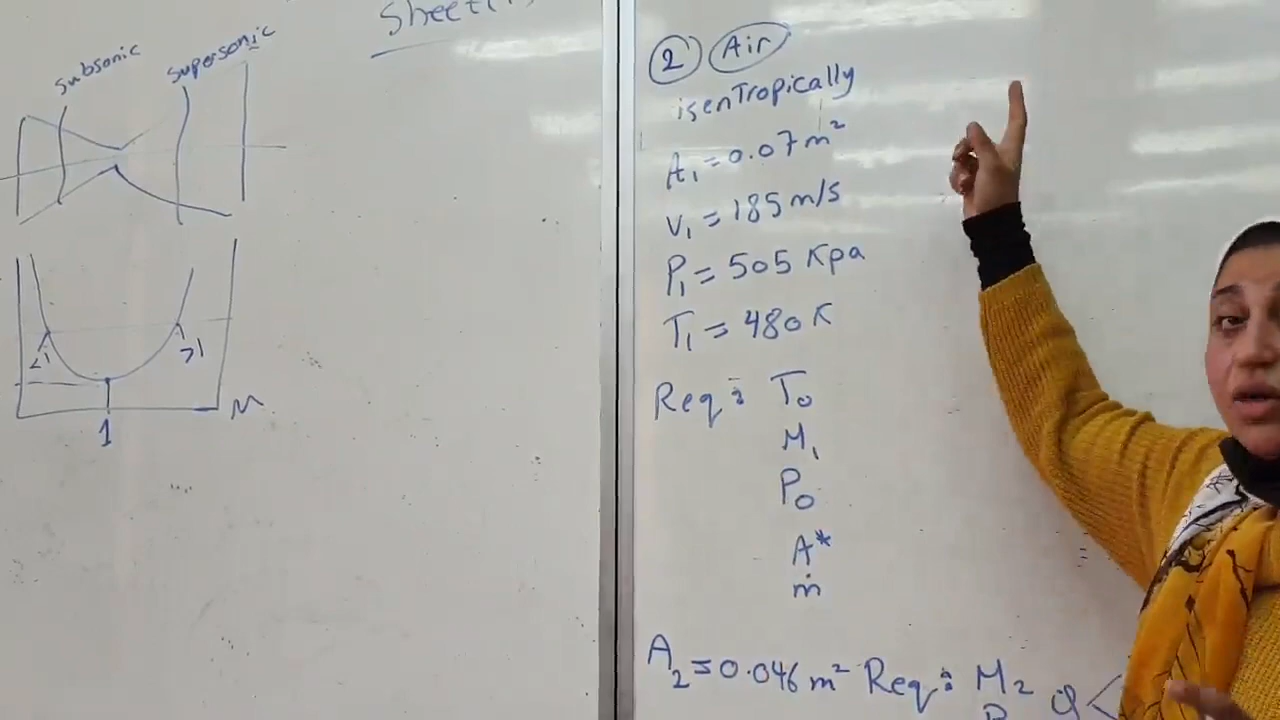 Sheet
subsonic
supersonic
<1
>1
M
1
2 Air
isenTropically
A₁ = 0.07 m²
V₁ = 185 m/s
P₁ = 505 Kpa
T₁ = 480 K
Req: T₀
M₁
P₀
A*
ṁ
A₂ = 0.046 m² Req: M₂
P